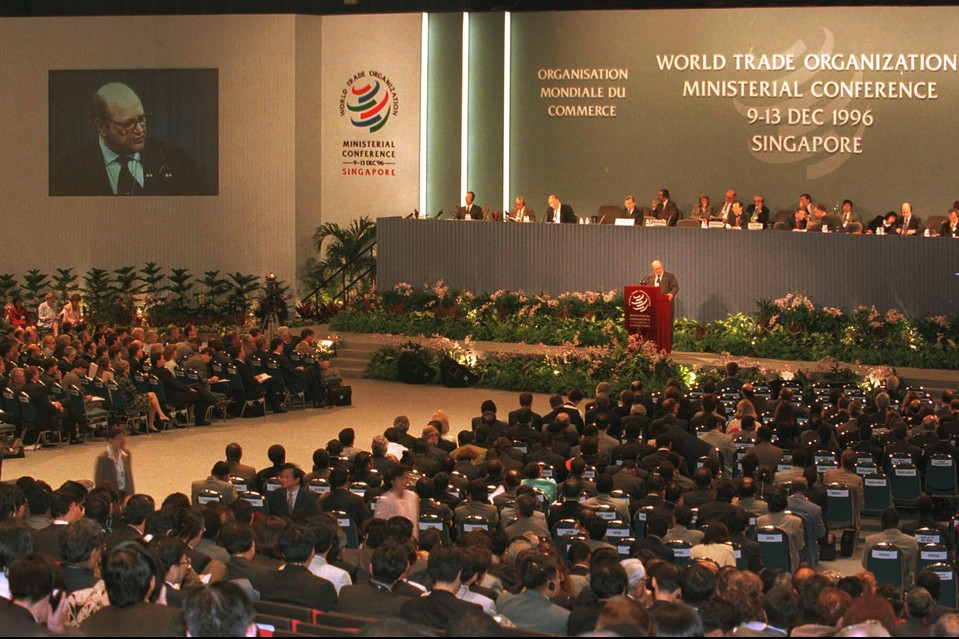 WORLD TRADE ORGANIZATION
MINISTERIAL
CONFERENCE
9-13 DEC'96
SINGAPORE
ORGANISATION
MONDIALE DU
COMMERCE
WORLD TRADE ORGANIZATION
MINISTERIAL CONFERENCE
9-13 DEC 1996
SINGAPORE